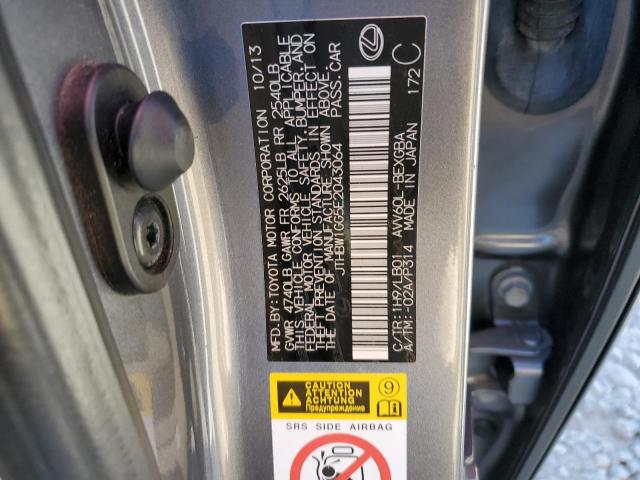 MFD.BY:TOYOTA MOTOR CORPORATION 10/13
GVWR 4740LB GAWR FR 2625LB RR 2540LB
THIS VEHICLE CONFORMS TO ALL APPLICABLE
FEDERAL MOTOR VEHICLE SAFETY, BUMPER, AND
THEFT PREVENTION STANDARDS IN EFFECT ON
THE DATE OF MANUFACTURE SHOWN ABOVE.
JTHBW1GG5E2043064 PASS.CAR
C/TR:1H9/LB01 AVV60L-BEXGBA
A/TM:-02A/P314 MADE IN JAPAN
172 C
CAUTION
ATTENTION
ACHTUNG
Предупреждение
9
SRS SIDE AIRBAG